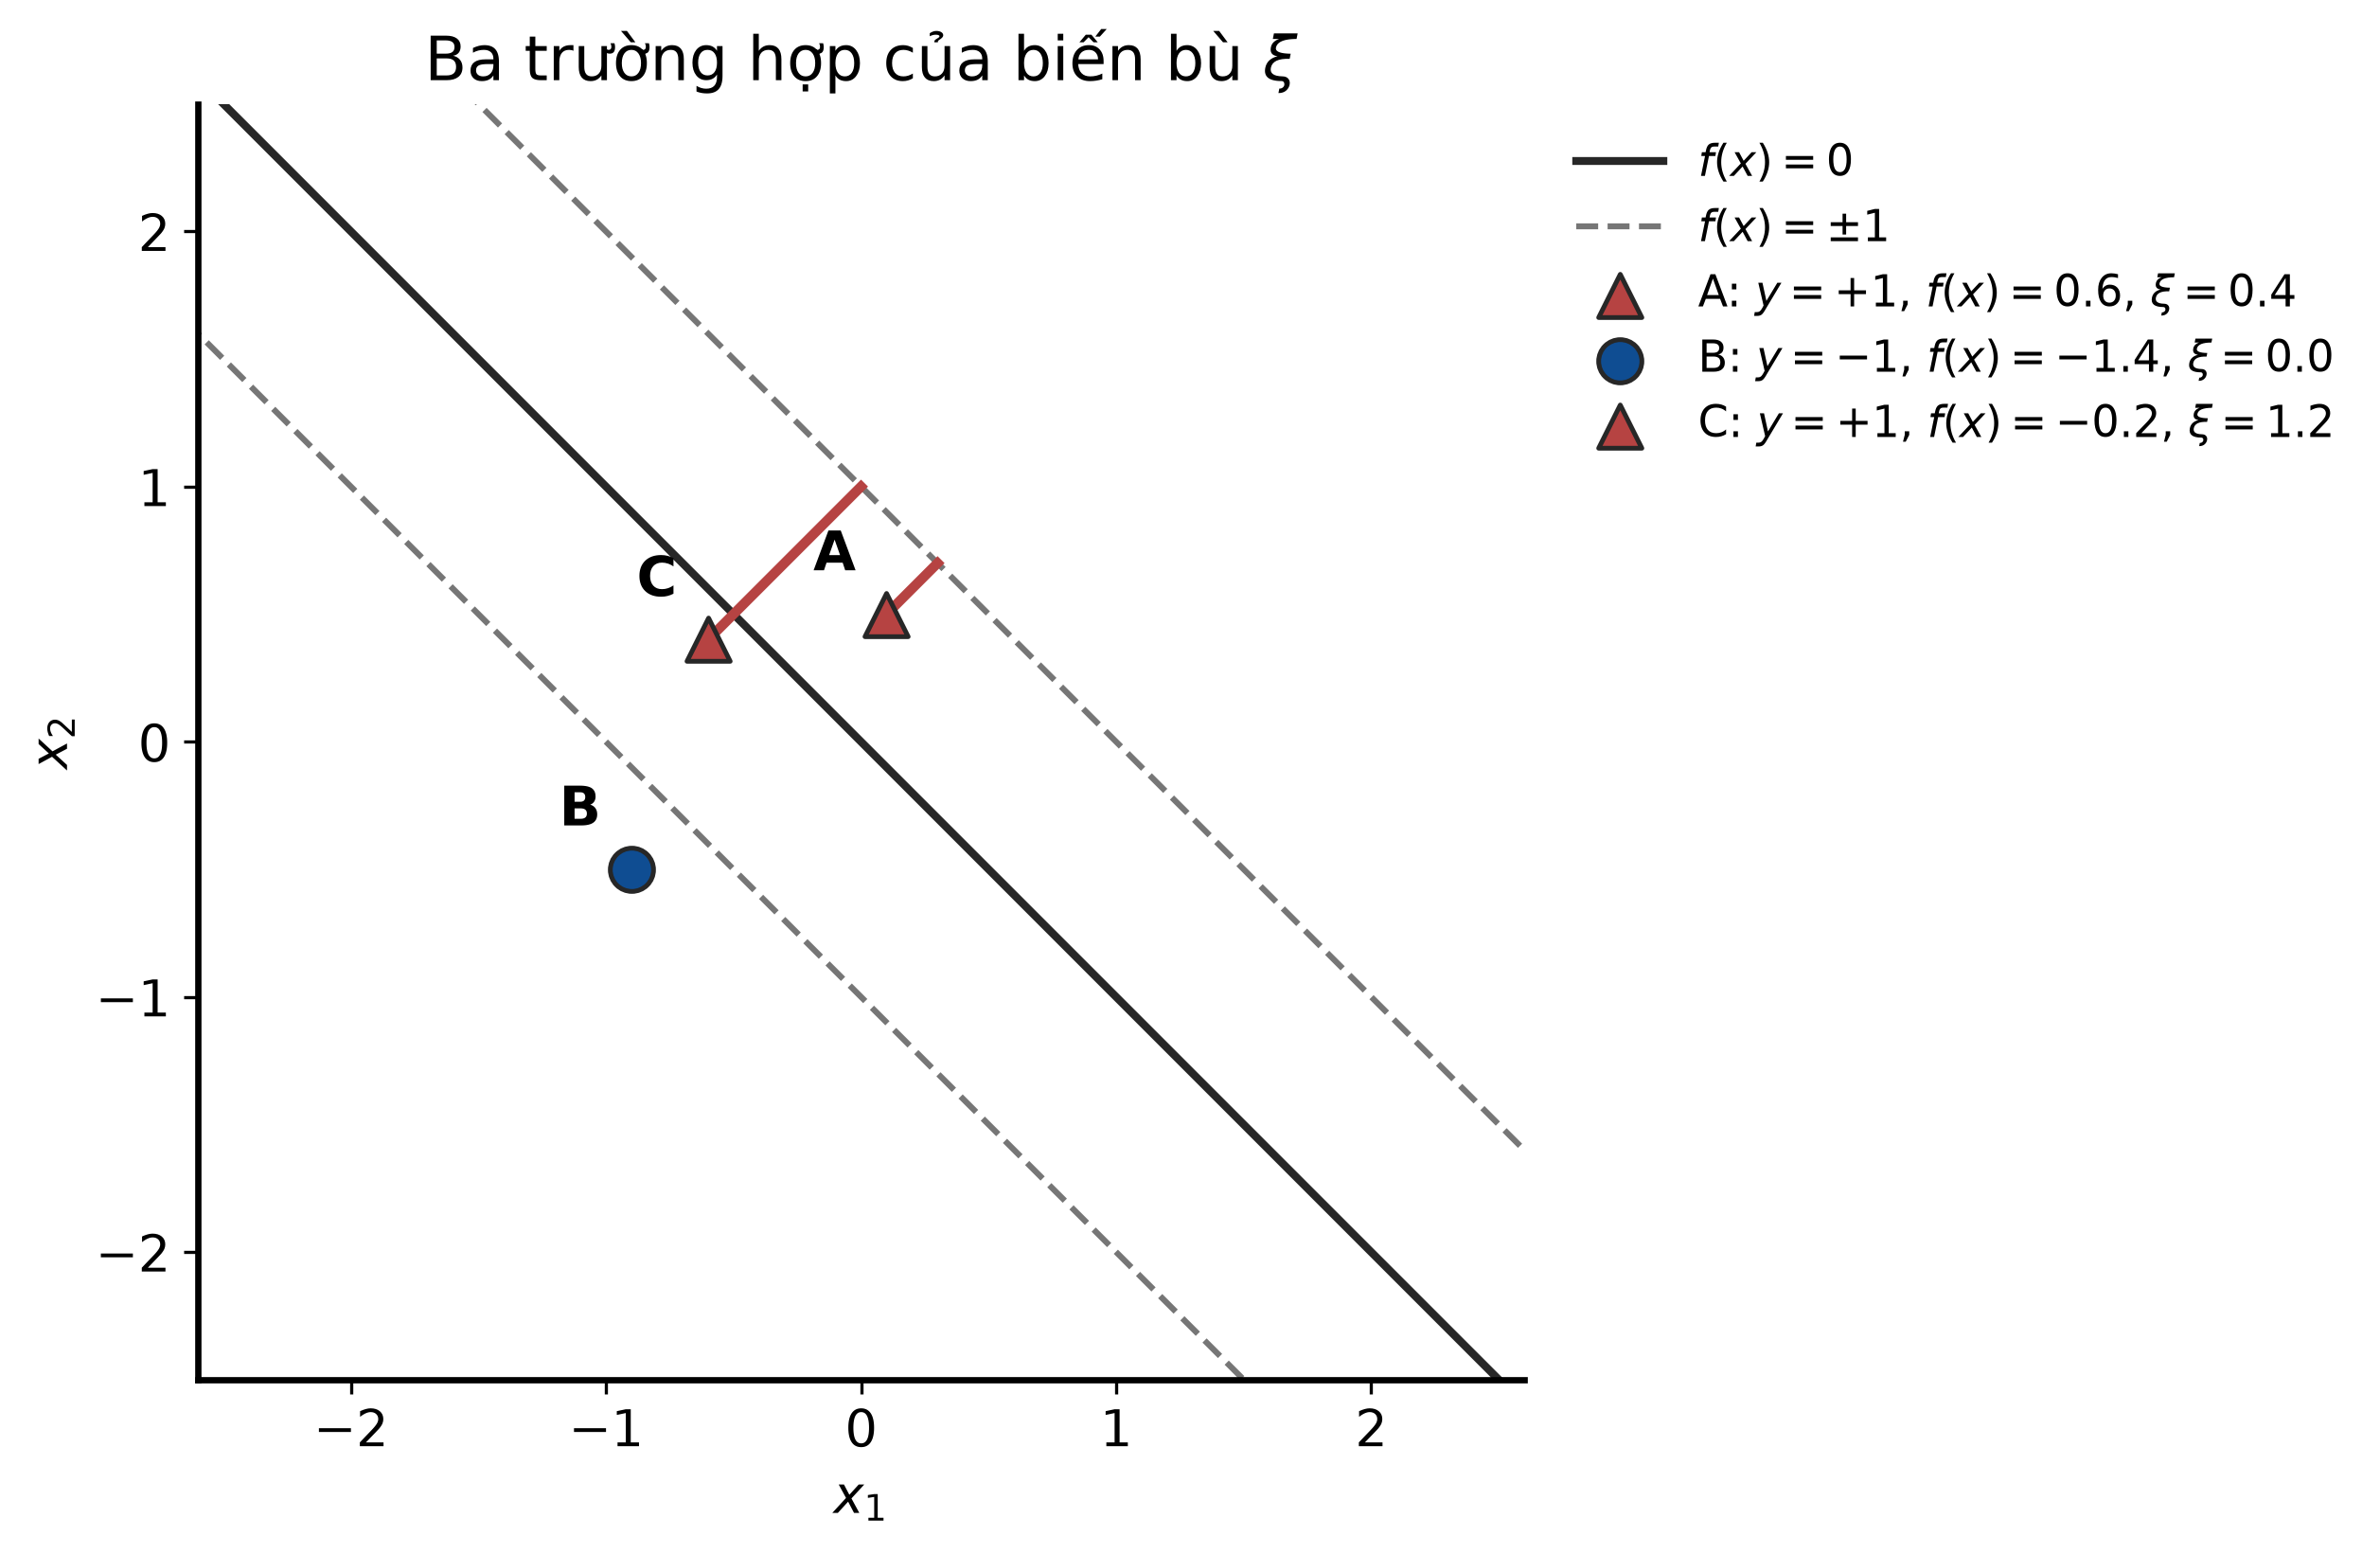 Ba trường hợp của biến bù ξ
f(x) = 0
f(x) = ±1
A: y = +1, f(x) = 0.6, ξ = 0.4
B: y = −1, f(x) = −1.4, ξ = 0.0
C: y = +1, f(x) = −0.2, ξ = 1.2
2
1
0
−1
−2
x₂
A
C
B
−2
−1
0
1
2
x₁